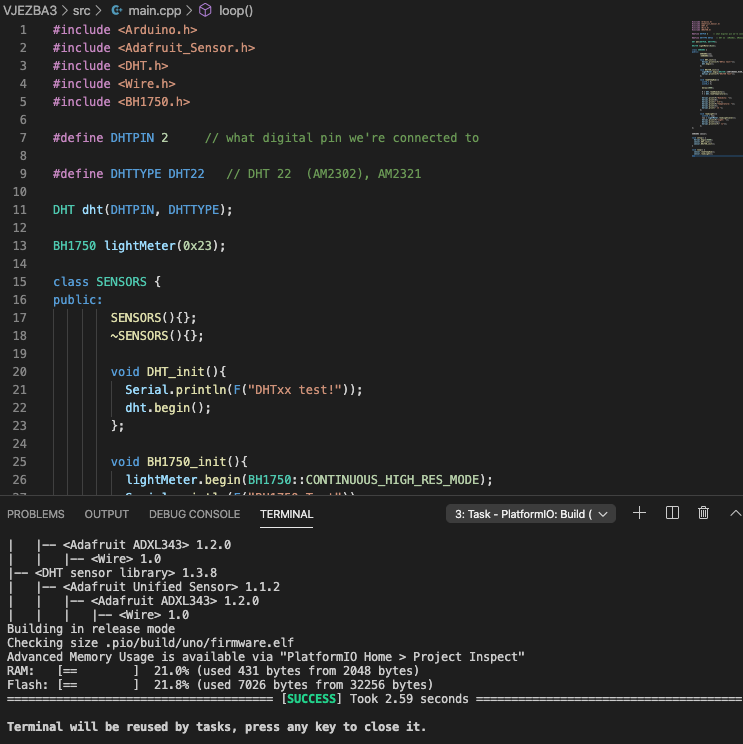 VJEZBA3 > src > main.cpp > loop()
1 #include <Arduino.h>
2 #include <Adafruit_Sensor.h>
3 #include <DHT.h>
4 #include <Wire.h>
5 #include <BH1750.h>
6
7 #define DHTPIN 2     // what digital pin we're connected to
8
9 #define DHTTYPE DHT22   // DHT 22  (AM2302), AM2321
10
11 DHT dht(DHTPIN, DHTTYPE);
12
13 BH1750 lightMeter(0x23);
14
15 class SENSORS {
16 public:
17         SENSORS(){};
18         ~SENSORS(){};
19
20         void DHT_init(){
21           Serial.println(F("DHTxx test!"));
22           dht.begin();
23         };
24
25         void BH1750_init(){
26           lightMeter.begin(BH1750::CONTINUOUS_HIGH_RES_MODE);
PROBLEMS OUTPUT DEBUG CONSOLE TERMINAL 3: Task - PlatformIO: Build (
|   |-- <Adafruit ADXL343> 1.2.0
|   |   |-- <Wire> 1.0
|-- <DHT sensor library> 1.3.8
|   |-- <Adafruit Unified Sensor> 1.1.2
|   |   |-- <Adafruit ADXL343> 1.2.0
|   |   |   |-- <Wire> 1.0
Building in release mode
Checking size .pio/build/uno/firmware.elf
Advanced Memory Usage is available via "PlatformIO Home > Project Inspect"
RAM:   [==        ]  21.0% (used 431 bytes from 2048 bytes)
Flash: [==        ]  21.8% (used 7026 bytes from 32256 bytes)
====================================== [SUCCESS] Took 2.59 seconds ======================================
Terminal will be reused by tasks, press any key to close it.